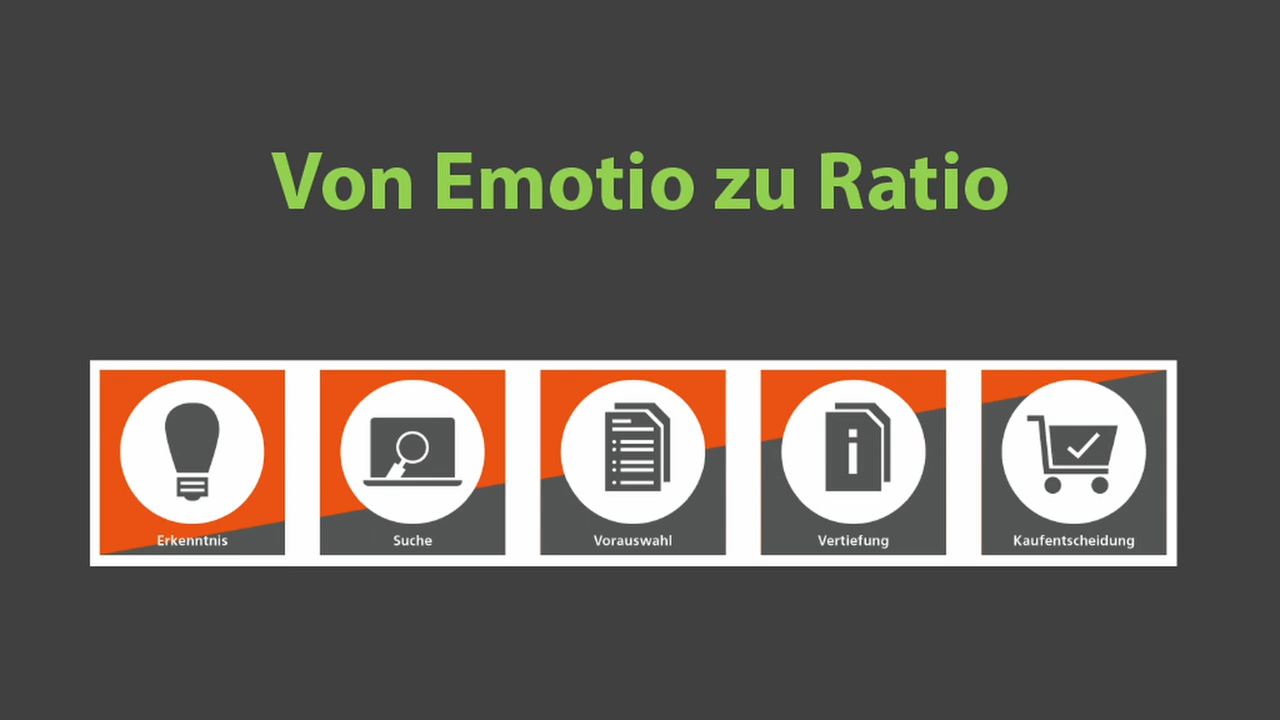 Von Emotio zu Ratio
Erkenntnis
Suche
Vorauswahl
Vertiefung
Kaufentscheidung